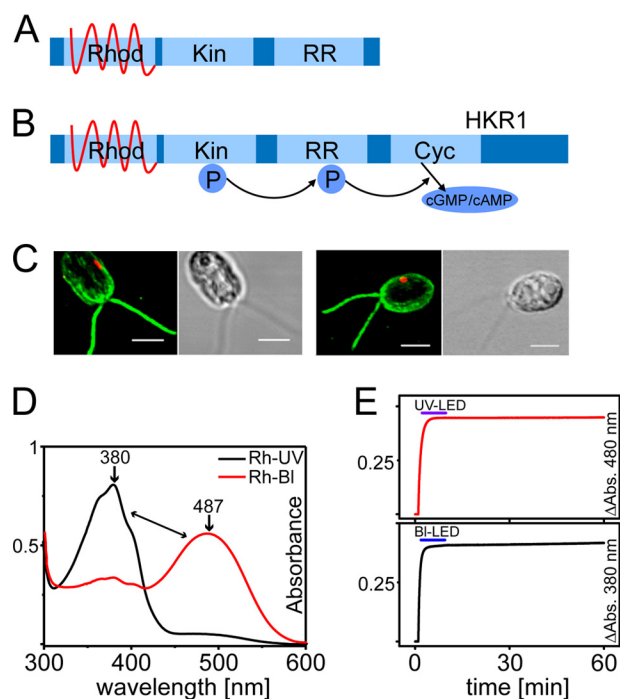 A
Rhod Kin RR
B
HKR1
Rhod Kin RR Cyc
P P
cGMP/cAMP
C
D
E
1
0.5
0
380
487
Rh-UV
Rh-Bl
Absorbance
300 400 500 600
wavelength [nm]
UV-LED
0.25
ΔAbs. 480 nm
Bl-LED
0.25
ΔAbs. 380 nm
0 30 60
time [min]